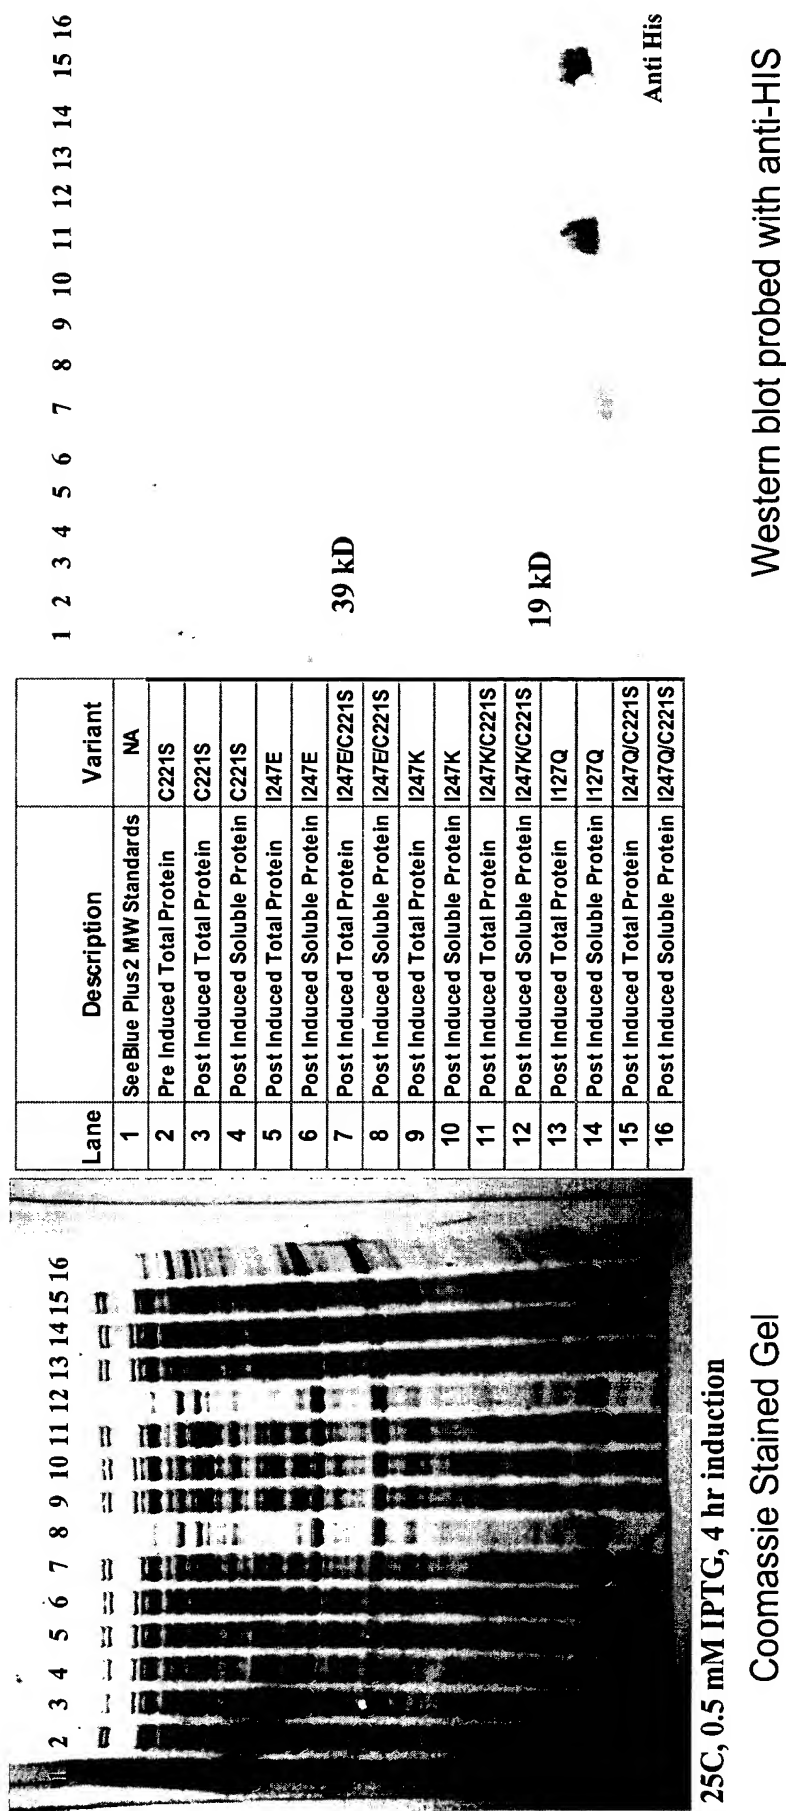 2 3 4 5 6 7 8 9 10 11 12 13 14 15 16
25C, 0.5 mM IPTG, 4 hr induction
Coomassie Stained Gel
Lane Description Variant
1 SeeBlue Plus2 MW Standards NA
2 Pre Induced Total Protein C221S
3 Post Induced Total Protein C221S
4 Post Induced Soluble Protein C221S
5 Post Induced Total Protein I247E
6 Post Induced Soluble Protein I247E
7 Post Induced Total Protein I247E/C221S
8 Post Induced Soluble Protein I247E/C221S
9 Post Induced Total Protein I247K
10 Post Induced Soluble Protein I247K
11 Post Induced Total Protein I247K/C221S
12 Post Induced Soluble Protein I247K/C221S
13 Post Induced Total Protein I127Q
14 Post Induced Soluble Protein I127Q
15 Post Induced Total Protein I247Q/C221S
16 Post Induced Soluble Protein I247Q/C221S
1 2 3 4 5 6 7 8 9 10 11 12 13 14 15 16
39 kD
19 kD
Anti His
Western blot probed with anti-HIS